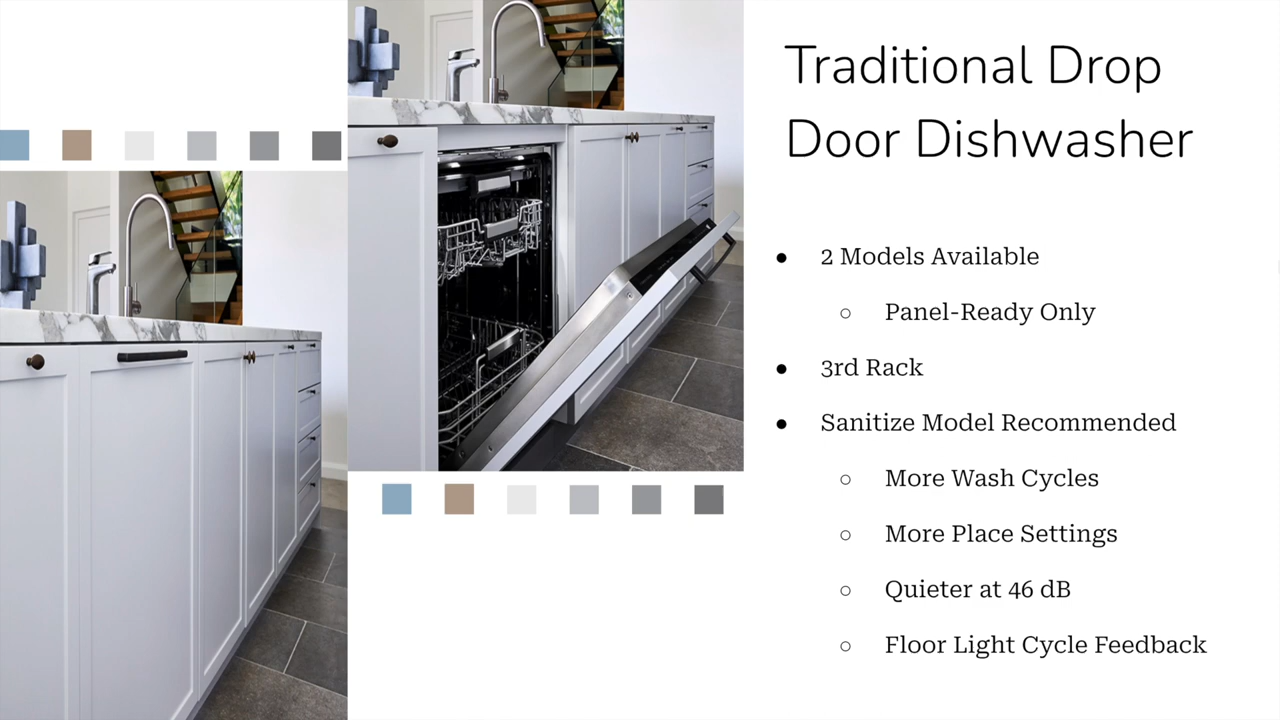 Traditional Drop
Door Dishwasher
● 2 Models Available
○ Panel-Ready Only
● 3rd Rack
● Sanitize Model Recommended
○ More Wash Cycles
○ More Place Settings
○ Quieter at 46 dB
○ Floor Light Cycle Feedback